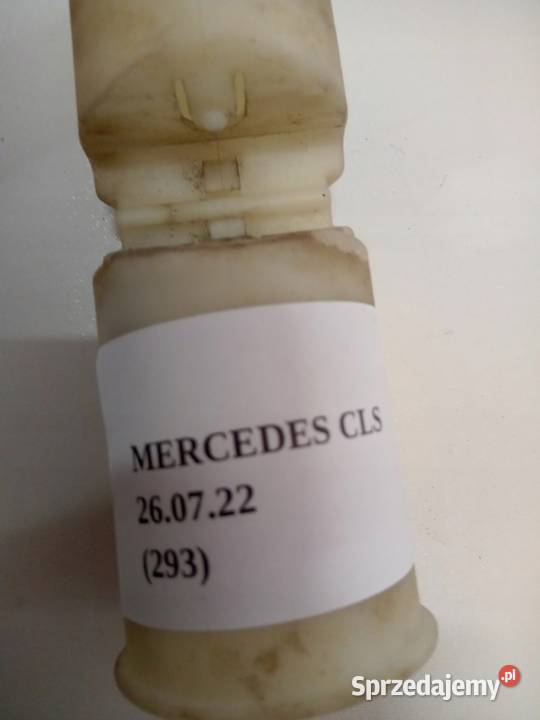 MERCEDES CLS
26.07.22
(293)
Sprzedajemy.pl